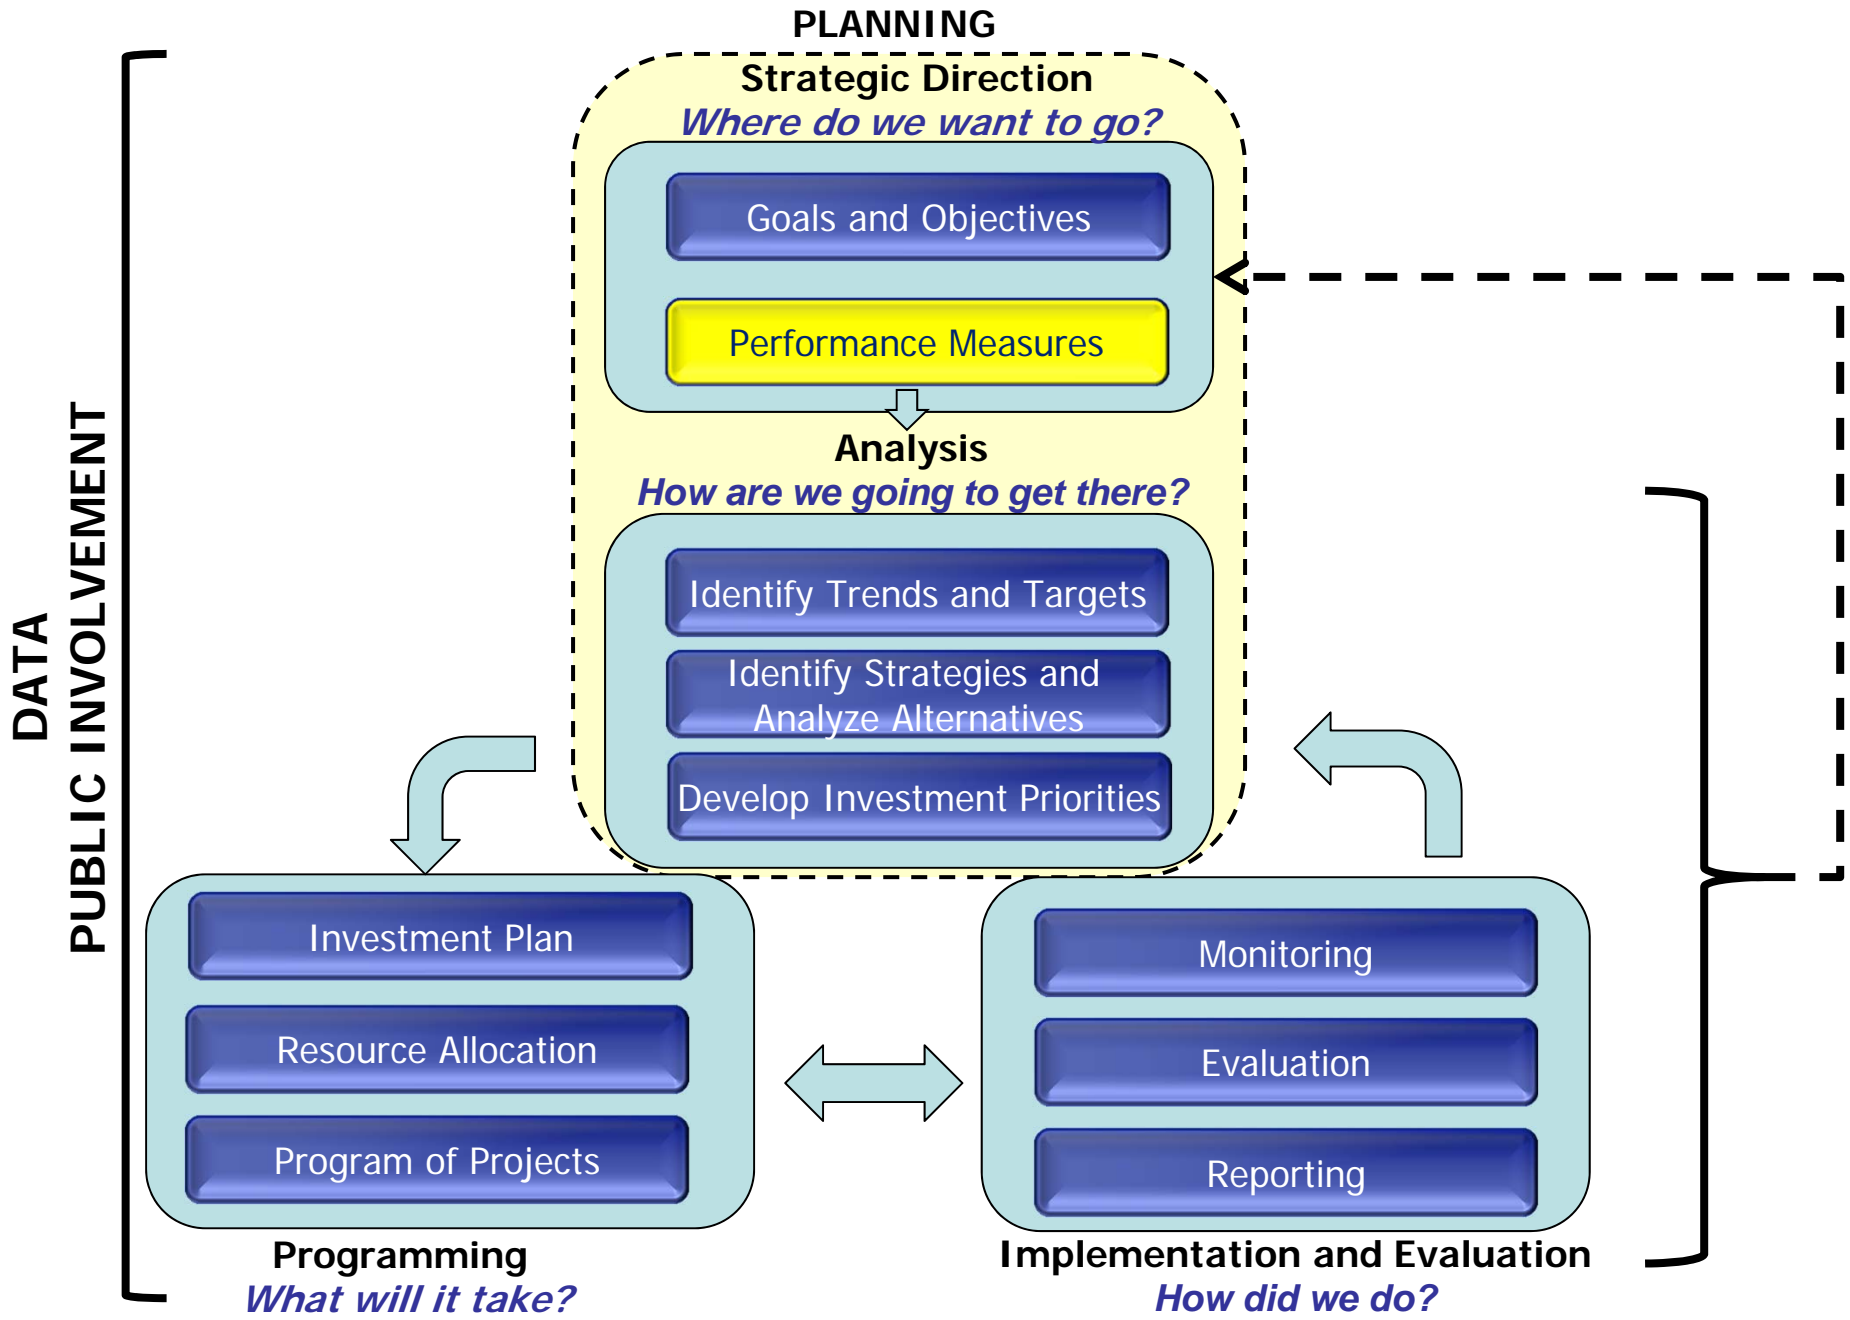 PLANNING
Strategic Direction
Where do we want to go?
Goals and Objectives
Performance Measures
Analysis
How are we going to get there?
Identify Trends and Targets
Identify Strategies and
Analyze Alternatives
Develop Investment Priorities
DATA
PUBLIC INVOLVEMENT
Investment Plan
Resource Allocation
Program of Projects
Programming
What will it take?
Monitoring
Evaluation
Reporting
Implementation and Evaluation
How did we do?